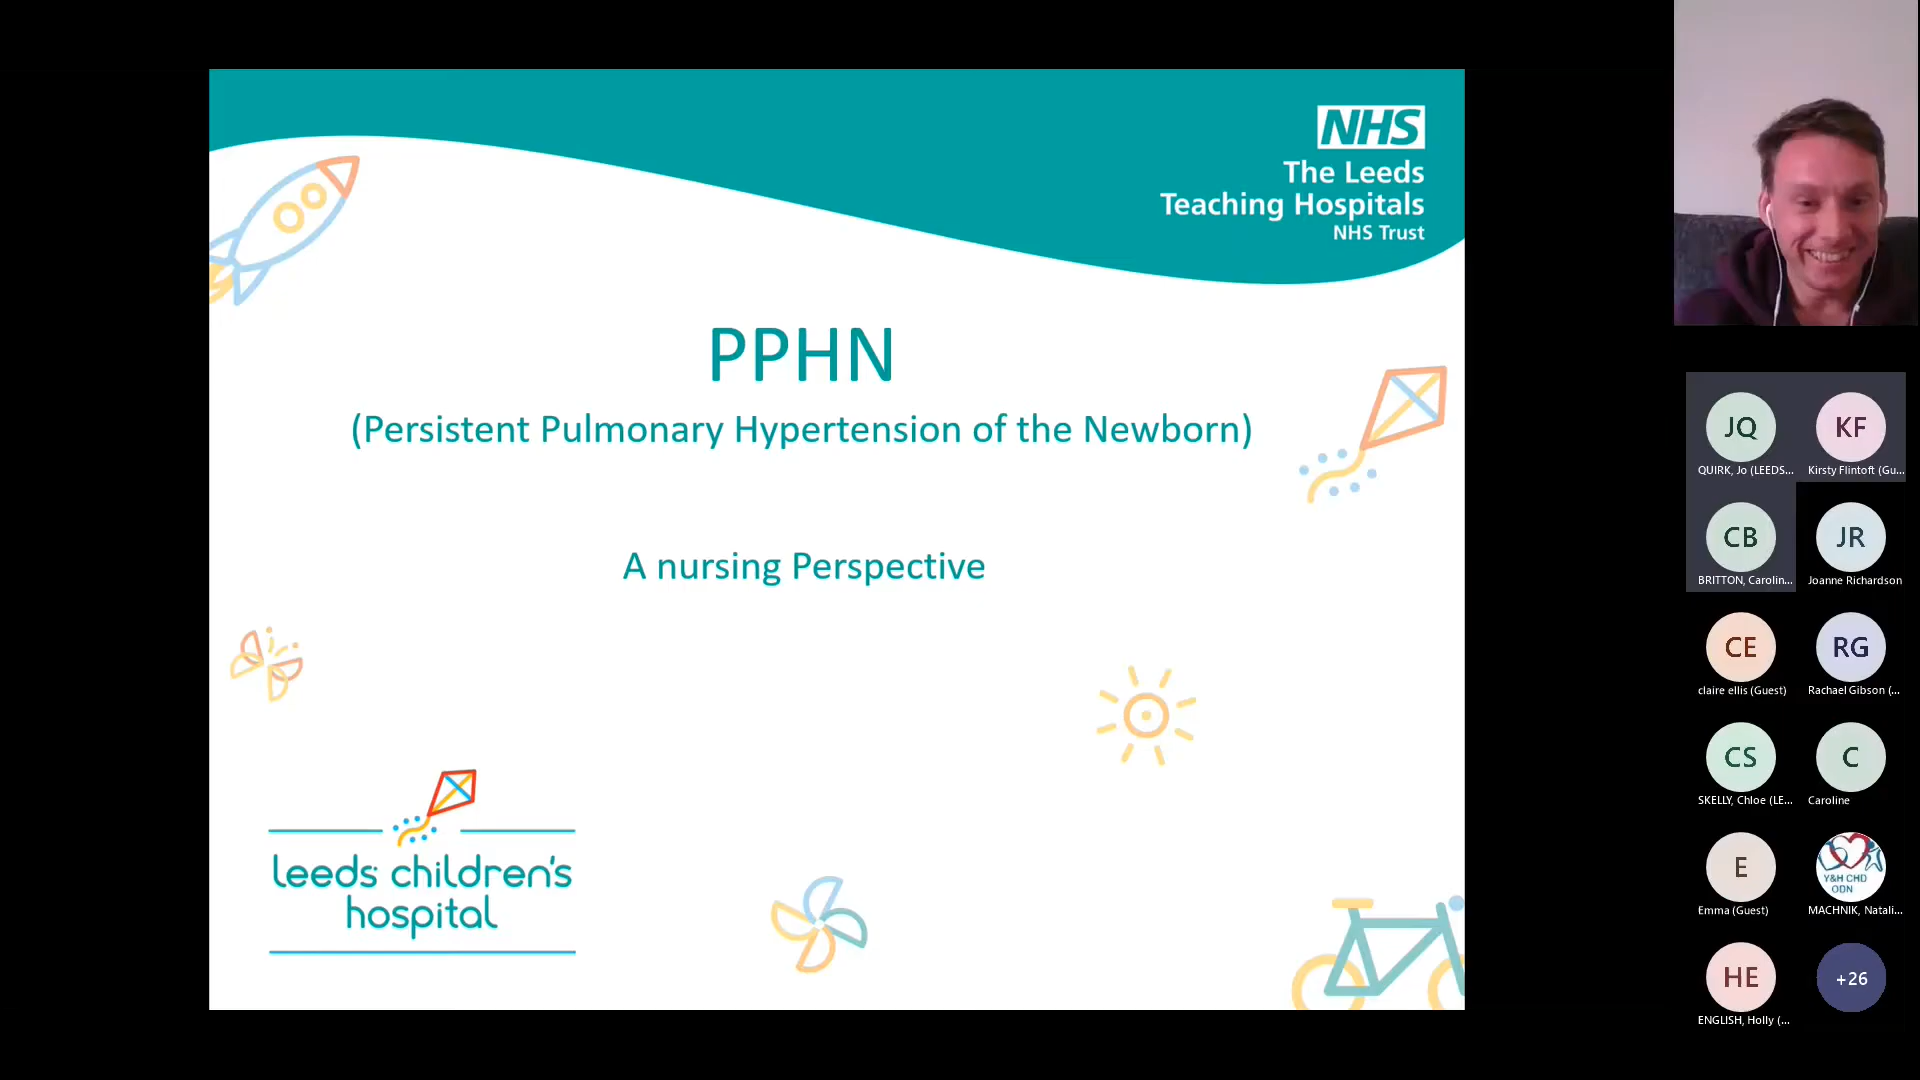 NHS
The Leeds
Teaching Hospitals
NHS Trust
PPHN
(Persistent Pulmonary Hypertension of the Newborn)
A nursing Perspective
leeds children's
hospital
JQ
KF
QUIRK, Jo (LEEDS...
Kirsty Flintoft (Gu...
CB
JR
BRITTON, Carolin...
Joanne Richardson
CE
RG
claire ellis (Guest)
Rachael Gibson (...
CS
C
SKELLY, Chloe (LE...
Caroline
E
Y&H CHD
ODN
Emma (Guest)
MACHNIK, Natali...
HE
+26
ENGLISH, Holly (...